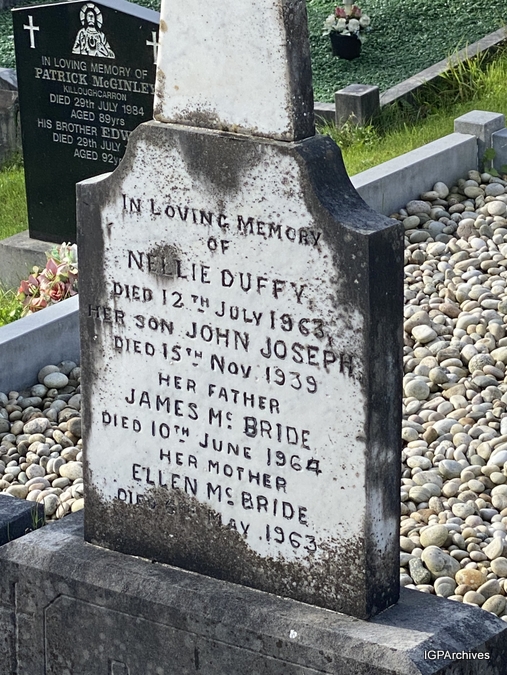 IN LOVING MEMORY OF
PATRICK McGINLEY
KILLOUGHCARRON
DIED 29TH JULY 1984
AGED 89YRS
HIS BROTHER
DIED 29TH JULY
AGED 92
IN LOVING MEMORY
OF
NELLIE DUFFY,
DIED 12TH JULY 1963,
HER SON JOHN JOSEPH
DIED 15TH NOV. 1939
HER FATHER
JAMES Mc BRIDE
DIED 10TH JUNE 1964
HER MOTHER
ELLEN Mc BRIDE
DIED MAY 1963
IGPArchives